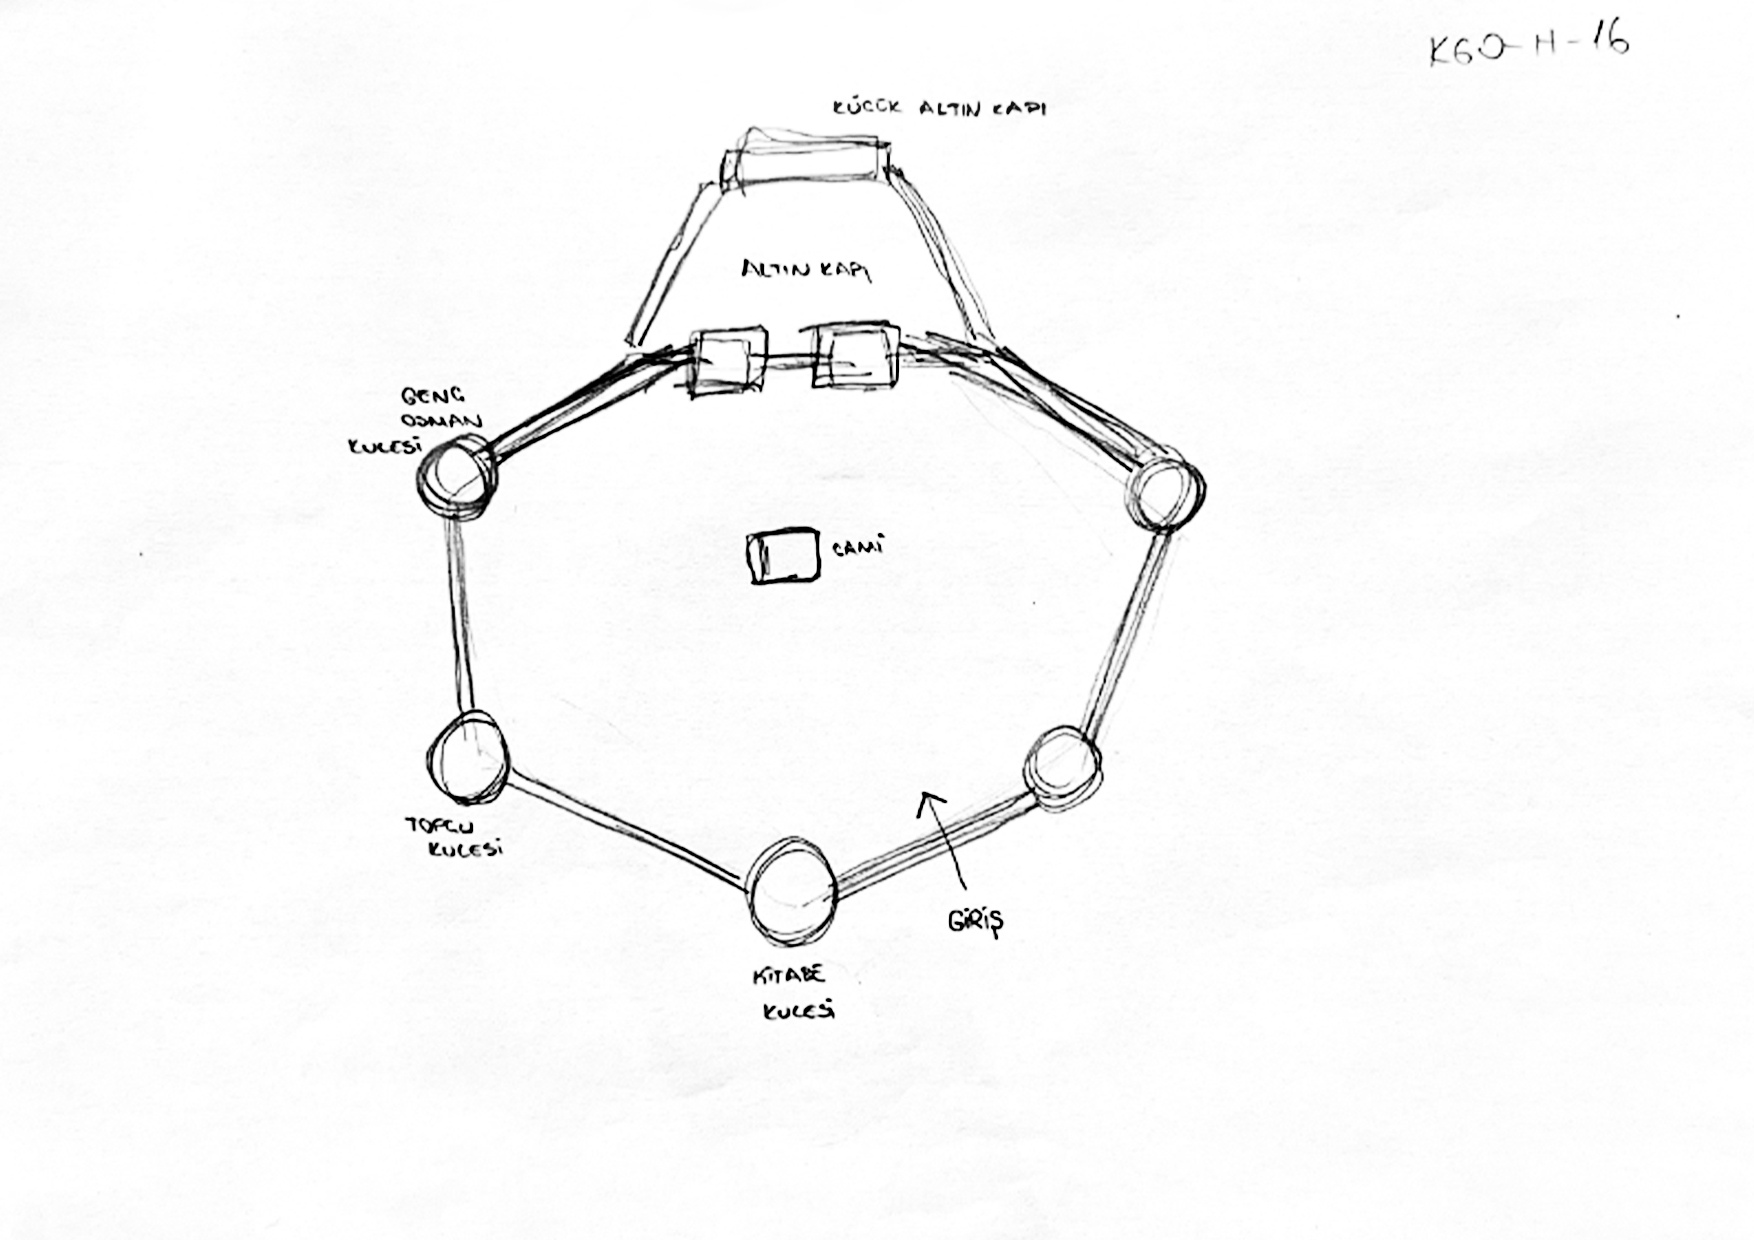 KGO-H-16
KÜÇÜK ALTIN KAPI
ALTIN KAPI
GENÇ
OSMAN
KULESİ
CAMİ
TOPÇU
KULESİ
GİRİŞ
KİTABE
KULESİ